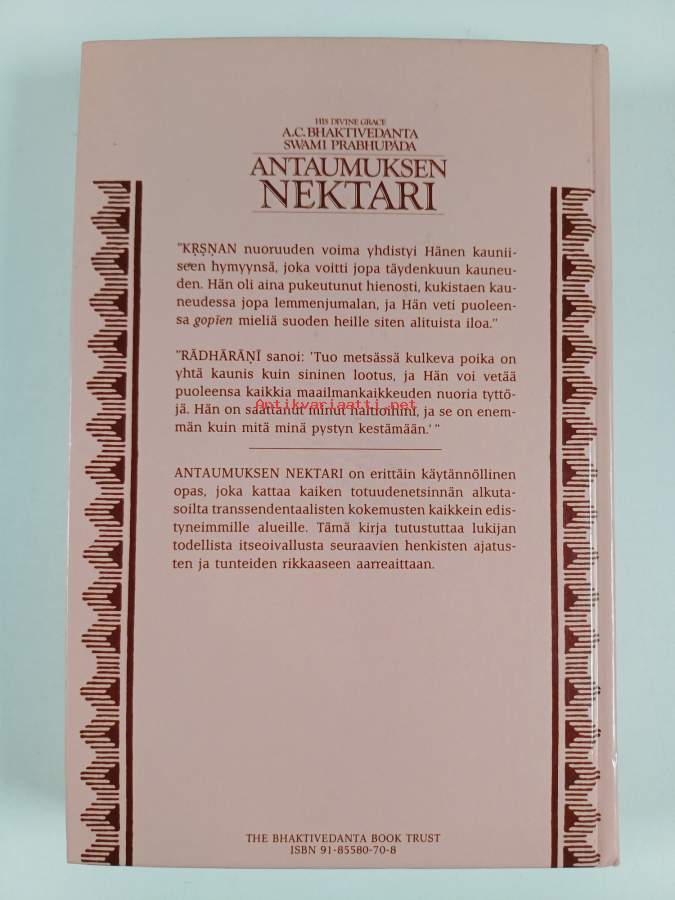 HIS DIVINE GRACE
A.C. BHAKTIVEDANTA
SWAMI PRABHUPĀDA
ANTAUMUKSEN
NEKTARI
"KṚṢṆAN nuoruuden voima yhdistyi Hänen kaunii-
seen hymyynsä, joka voitti jopa täydenkuun kauneu-
den. Hän oli aina pukeutunut hienosti, kukistaen kau-
neudessa jopa lemmenjumalan, ja Hän veti puoleen-
sa gopīen mieliä suoden heille siten alituista iloa."
"RĀDHĀRĀṆĪ sanoi: 'Tuo metsässä kulkeva poika on
yhtä kaunis kuin sininen lootus, ja Hän voi vetää
puoleensa kaikkia maailmankaikkeuden nuoria tyttö-
jä. Hän on saattanut minut haltioihini, ja se on enem-
Antikvariaatti.net
män kuin mitä minä pystyn kestämään.' "
ANTAUMUKSEN NEKTARI on erittäin käytännöllinen
opas, joka kattaa kaiken totuudenetsinnän alkuta-
soilta transsendentaalisten kokemusten kaikkein edis-
tyneimmille alueille. Tämä kirja tutustuttaa lukijan
todellista itseoivallusta seuraavien henkisten ajatus-
ten ja tunteiden rikkaaseen aarreaittaan.
THE BHAKTIVEDANTA BOOK TRUST
ISBN 91-85580-70-8